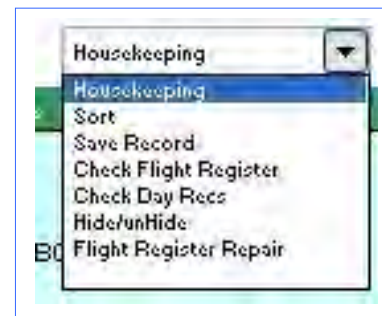 Housekeeping
Housekeeping
Sort
Save Record
Check Flight Register
Check Day Recs
Hide/unHide
Flight Register Repair